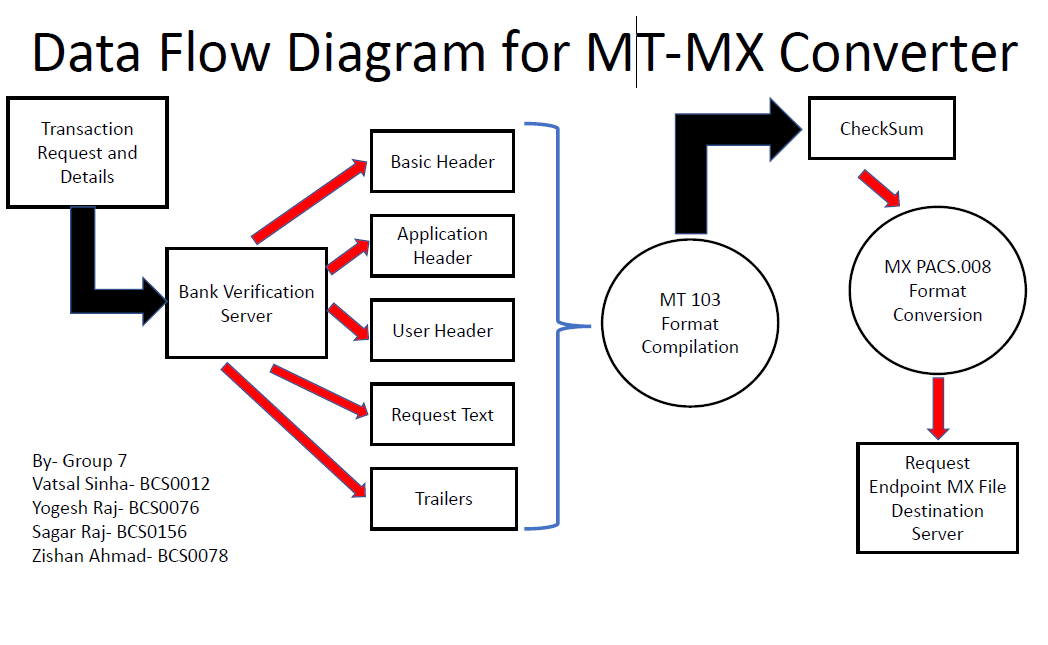 Data Flow Diagram for MT-MX Converter
Transaction
Request and
Details
Bank Verification
Server
Basic Header
Application
Header
User Header
Request Text
Trailers
MT 103
Format
Compilation
CheckSum
MX PACS.008
Format
Conversion
Request
Endpoint MX File
Destination
Server
By- Group 7
Vatsal Sinha- BCS0012
Yogesh Raj- BCS0076
Sagar Raj- BCS0156
Zishan Ahmad- BCS0078